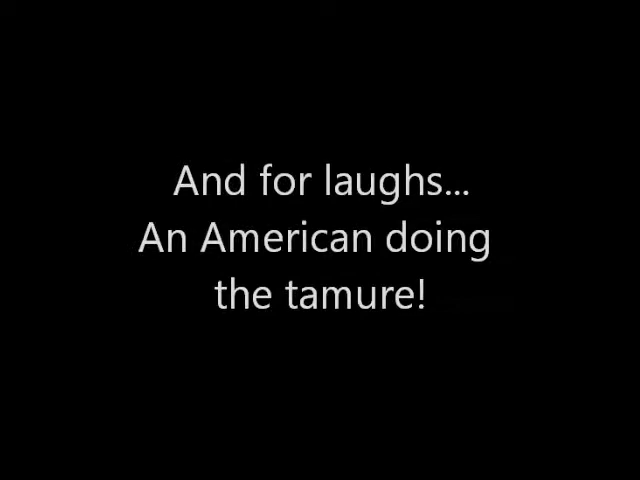 And for laughs...
An American doing
the tamure!